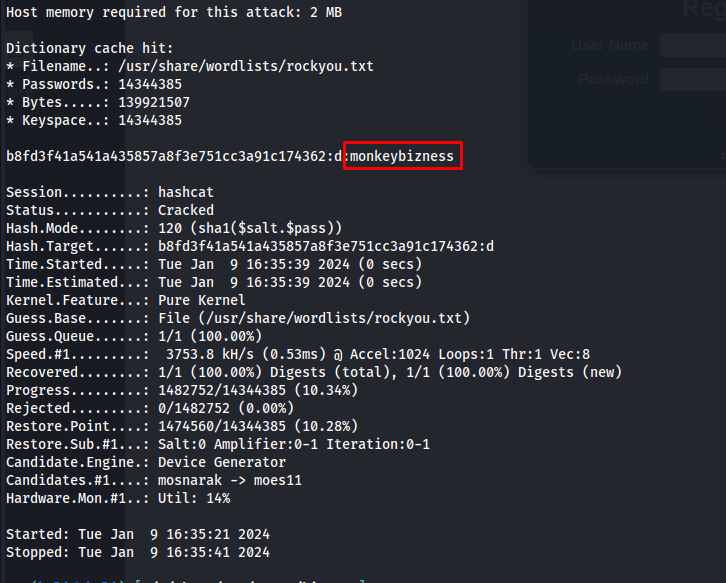 Host memory required for this attack: 2 MB
Reg
Dictionary cache hit:
User Name
* Filename..: /usr/share/wordlists/rockyou.txt
* Passwords.: 14344385
Password
* Bytes.....: 139921507
* Keyspace..: 14344385
b8fd3f41a541a435857a8f3e751cc3a91c174362:d:monkeybizness
Session..........: hashcat
Status...........: Cracked
Hash.Mode........: 120 (sha1($salt.$pass))
Hash.Target......: b8fd3f41a541a435857a8f3e751cc3a91c174362:d
Time.Started.....: Tue Jan  9 16:35:39 2024 (0 secs)
Time.Estimated...: Tue Jan  9 16:35:39 2024 (0 secs)
Kernel.Feature...: Pure Kernel
Guess.Base.......: File (/usr/share/wordlists/rockyou.txt)
Guess.Queue......: 1/1 (100.00%)
Speed.#1.........:  3753.8 kH/s (0.53ms) @ Accel:1024 Loops:1 Thr:1 Vec:8
Recovered........: 1/1 (100.00%) Digests (total), 1/1 (100.00%) Digests (new)
Progress.........: 1482752/14344385 (10.34%)
Rejected.........: 0/1482752 (0.00%)
Restore.Point....: 1474560/14344385 (10.28%)
Restore.Sub.#1...: Salt:0 Amplifier:0-1 Iteration:0-1
Candidate.Engine.: Device Generator
Candidates.#1....: mosnarak -> moes11
Hardware.Mon.#1..: Util: 14%
Started: Tue Jan  9 16:35:21 2024
Stopped: Tue Jan  9 16:35:41 2024